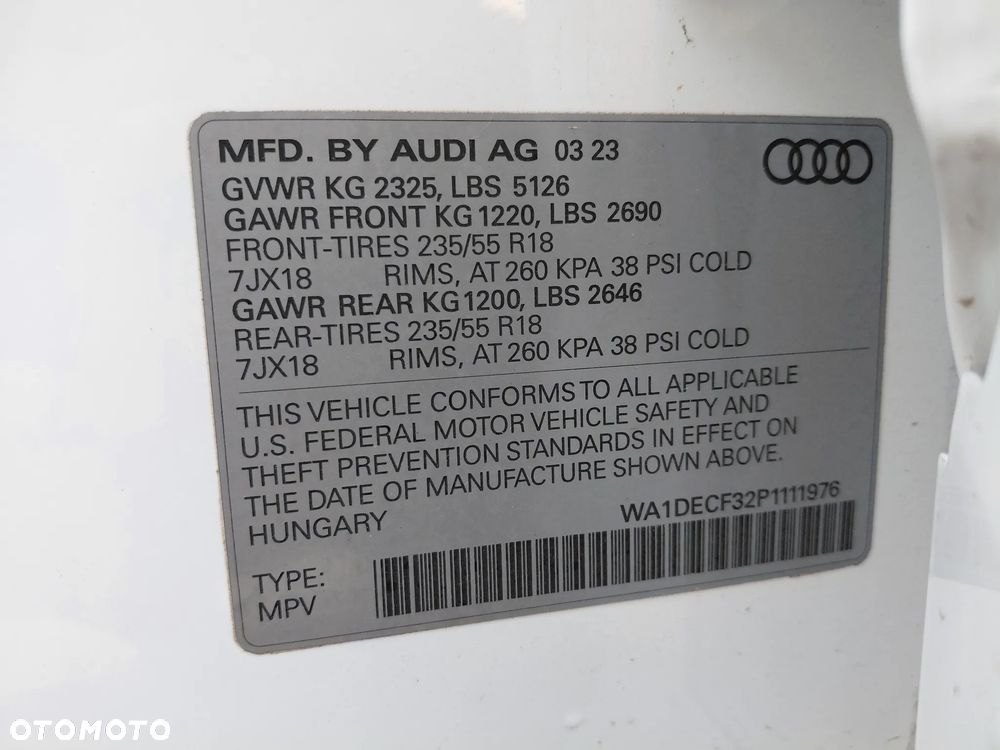 MFD. BY AUDI AG 03 23
GVWR KG 2325, LBS 5126
GAWR FRONT KG 1220, LBS 2690
FRONT-TIRES 235/55 R18
7JX18 RIMS, AT 260 KPA 38 PSI COLD
GAWR REAR KG 1200, LBS 2646
REAR-TIRES 235/55 R18
7JX18 RIMS, AT 260 KPA 38 PSI COLD
THIS VEHICLE CONFORMS TO ALL APPLICABLE
U.S. FEDERAL MOTOR VEHICLE SAFETY AND
THEFT PREVENTION STANDARDS IN EFFECT ON
THE DATE OF MANUFACTURE SHOWN ABOVE.
HUNGARY WA1DECF32P1111976
TYPE:
MPV
OTOMOTO